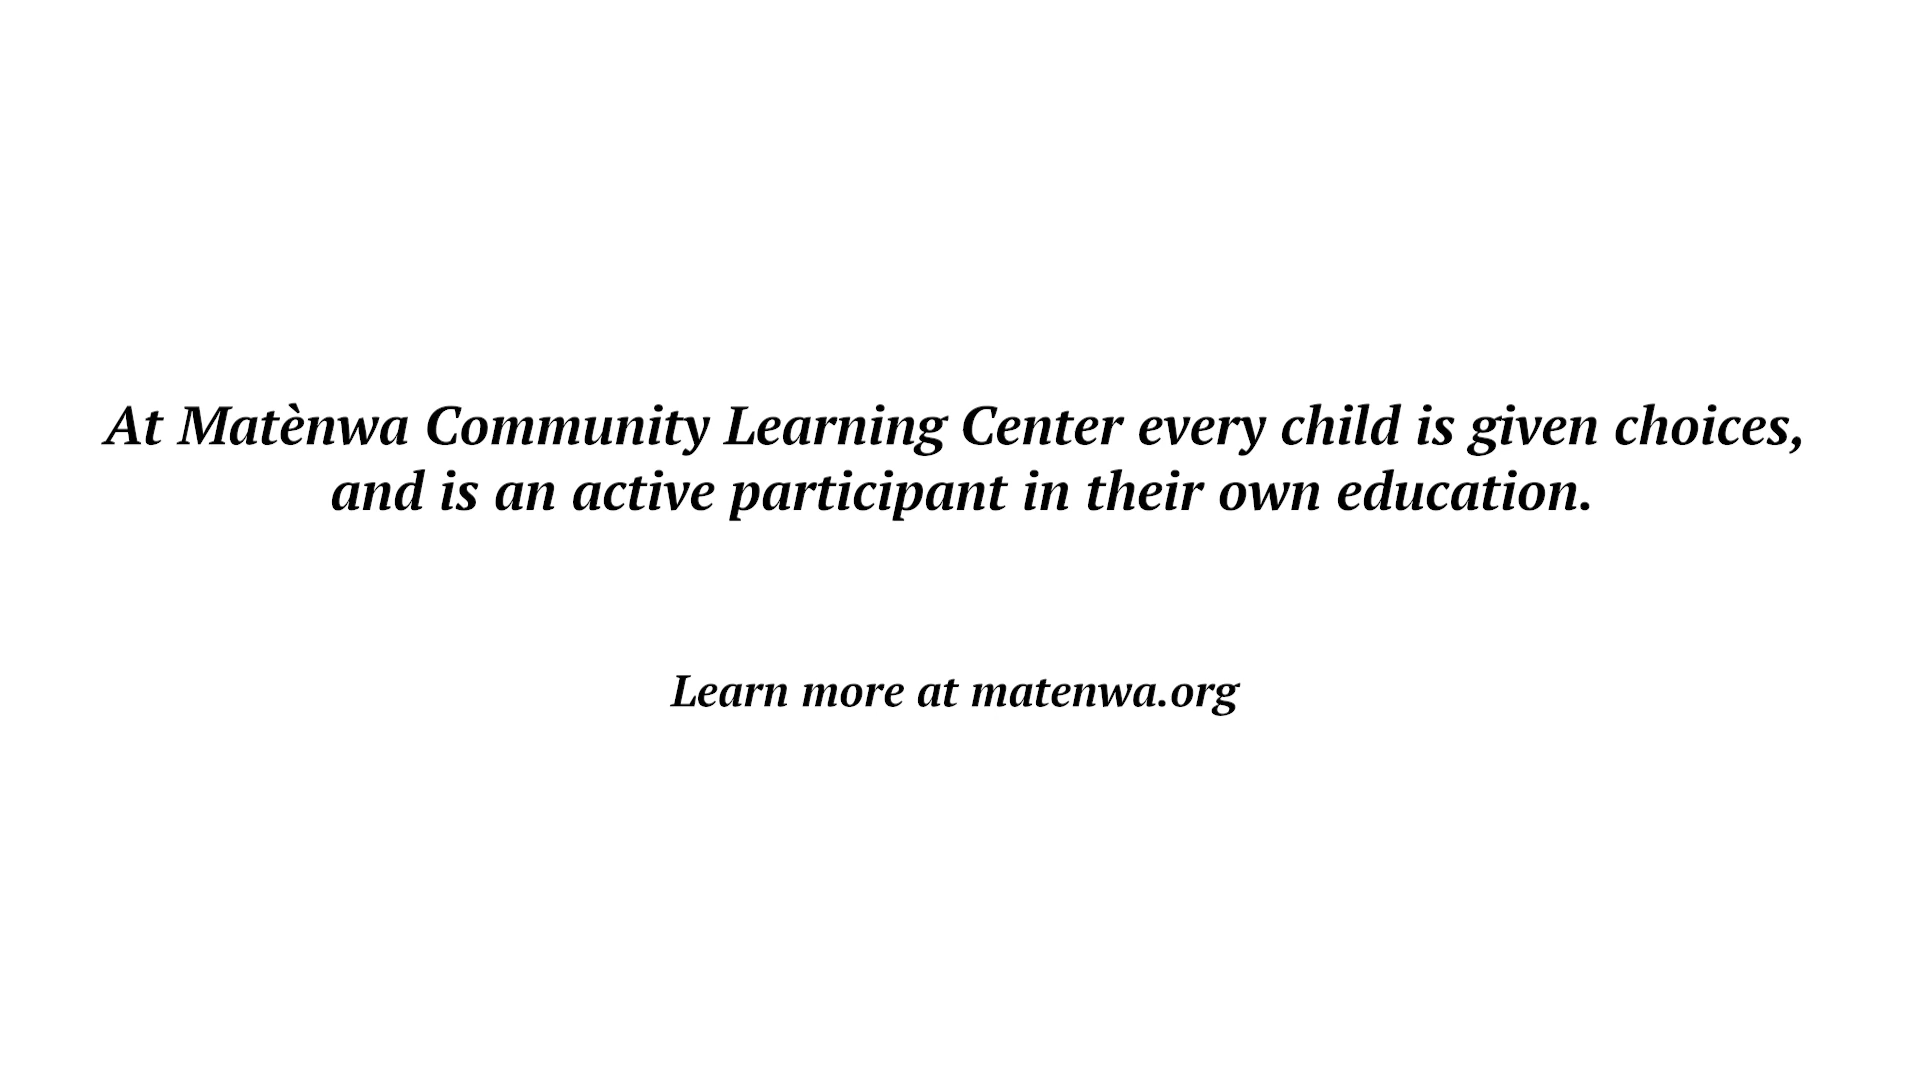 At Matènwa Community Learning Center every child is given choices,
and is an active participant in their own education.
Learn more at matenwa.org